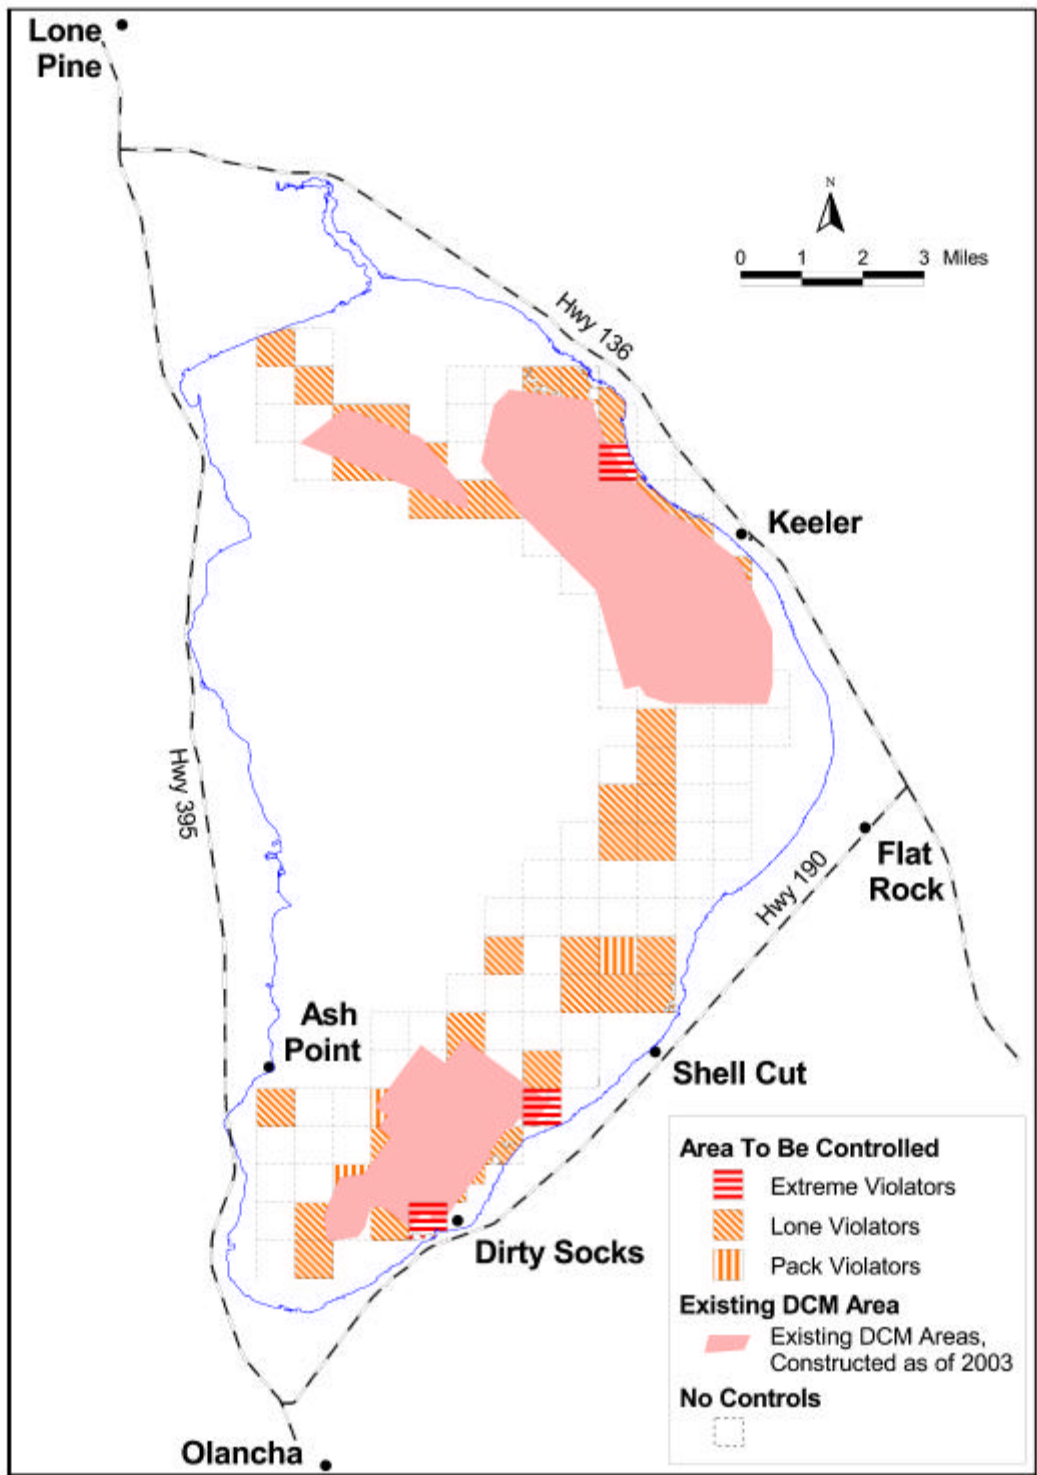 Lone
Pine
N
0 1 2 3 Miles
Hwy 136
Keeler
Hwy 395
Flat
Rock
Hwy 190
Ash
Point
Shell Cut
Dirty Socks
Olancha
Area To Be Controlled
Extreme Violators
Lone Violators
Pack Violators
Existing DCM Area
Existing DCM Areas,
Constructed as of 2003
No Controls